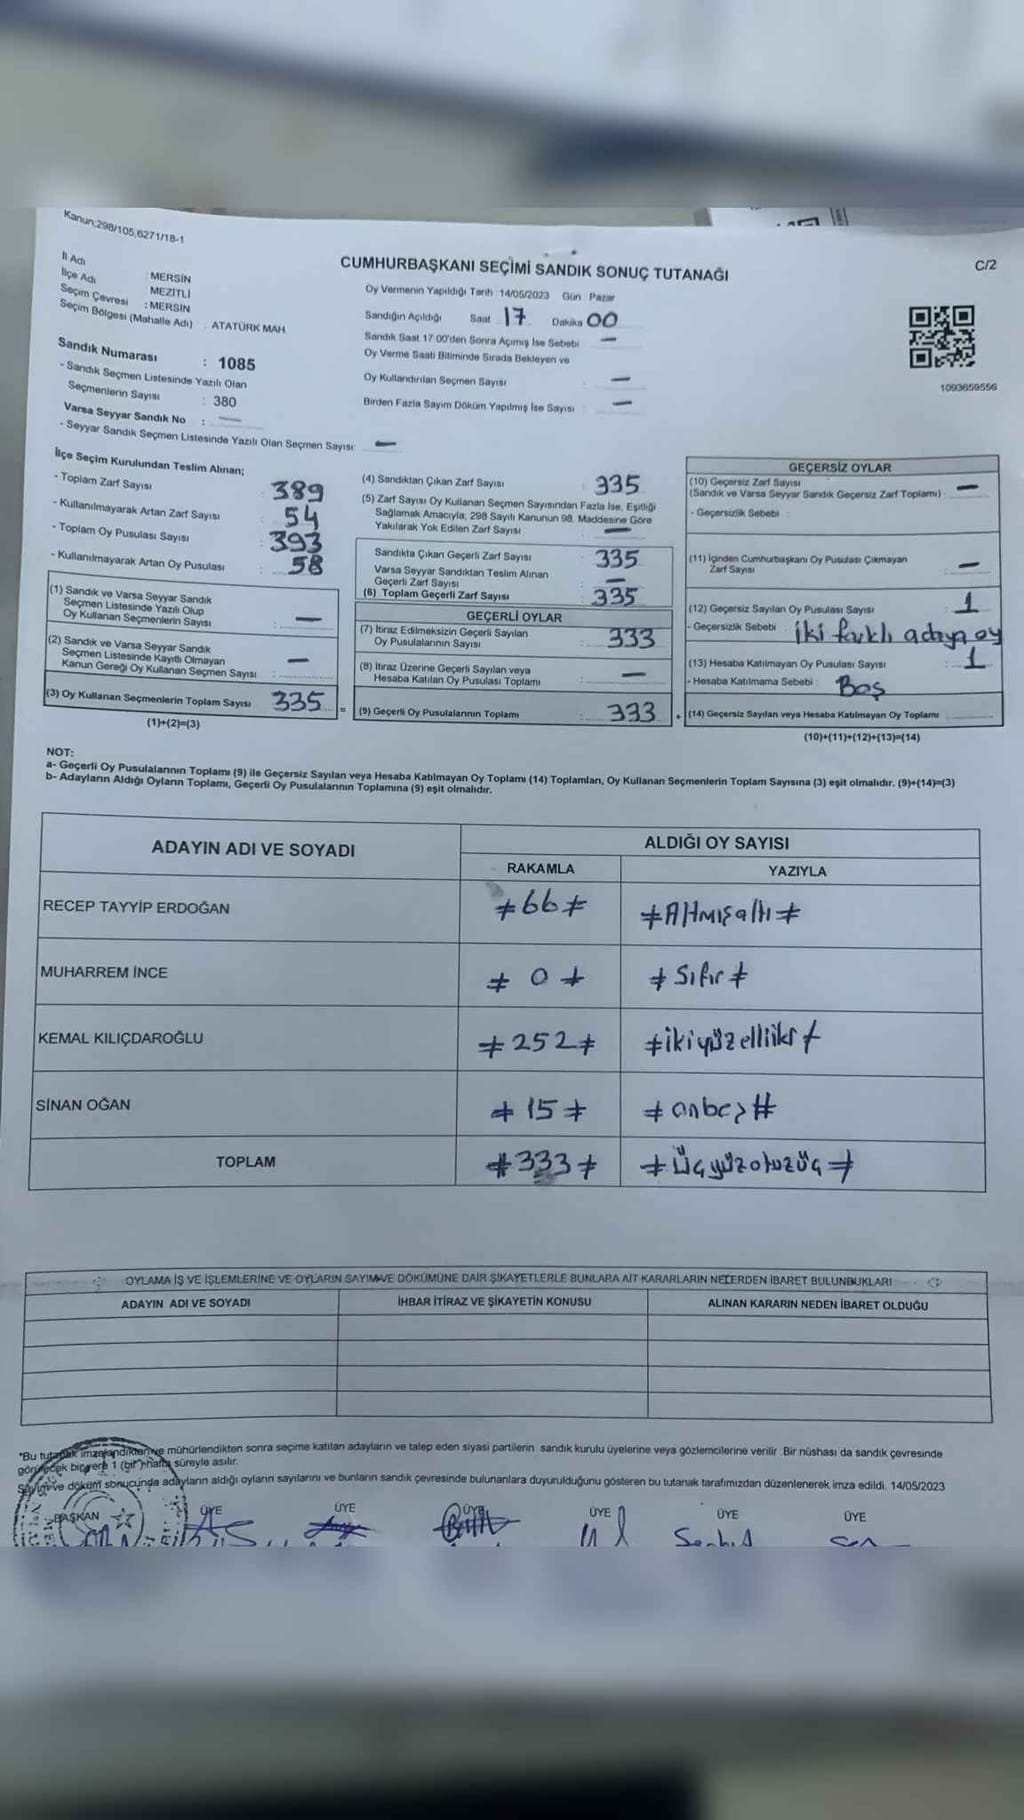 Kanun;298/105,6271/18-1
C/2
CUMHURBAŞKANI SEÇİMİ SANDIK SONUÇ TUTANAĞI
İl Adı : MERSİN
İlçe Adı : MEZİTLİ
Seçim Çevresi : MERSİN
Seçim Bölgesi (Mahalle Adı) : ATATÜRK MAH.
Sandık Numarası : 1085
- Sandık Seçmen Listesinde Yazılı Olan
Seçmenlerin Sayısı : 380
Varsa Seyyar Sandık No : —
- Seyyar Sandık Seçmen Listesinde Yazılı Olan Seçmen Sayısı —
Oy Vermenin Yapıldığı Tarih :14/05/2023 Gün : Pazar
Sandığın Açıldığı Saat 17 Dakika 00
Sandık Saat 17:00'den Sonra Açmış İse Sebebi —
Oy Verme Saati Bitiminde Sırada Bekleyen ve
Oy Kullandırılan Seçmen Sayısı : —
Birden Fazla Sayım Döküm Yapılmış İse Sayısı : —
1093659556
İlçe Seçim Kurulundan Teslim Alınan;
- Toplam Zarf Sayısı : 389
- Kullanılmayarak Artan Zarf Sayısı : 54
- Toplam Oy Pusulası Sayısı : 393
- Kullanılmayarak Artan Oy Pusulası : 58
(1) Sandık ve Varsa Seyyar Sandık
Seçmen Listesinde Yazılı Olup
Oy Kullanan Seçmenlerin Sayısı : —
(2) Sandık ve Varsa Seyyar Sandık
Seçmen Listesinde Kayıtlı Olmayan
Kanun Gereği Oy Kullanan Seçmen Sayısı : —
(3) Oy Kullanan Seçmenlerin Toplam Sayısı 335
(1)+(2)=(3)
(4) Sandıktan Çıkan Zarf Sayısı : 335
(5) Zarf Sayısı Oy Kullanan Seçmen Sayısından Fazla İse, Eşitliği
Sağlamak Amacıyla, 298 Sayılı Kanunun 98. Maddesine Göre
Yakılarak Yok Edilen Zarf Sayısı : —
Sandıkta Çıkan Geçerli Zarf Sayısı : 335
Varsa Seyyar Sandıktan Teslim Alınan
Geçerli Zarf Sayısı : —
(6) Toplam Geçerli Zarf Sayısı : 335
GEÇERLİ OYLAR
(7) İtiraz Edilmeksizin Geçerli Sayılan
Oy Pusulalarının Sayısı : 333
(8) İtiraz Üzerine Geçerli Sayılan veya
Hesaba Katılan Oy Pusulası Toplamı : —
= (9) Geçerli Oy Pusulalarının Toplamı : 333 +
GEÇERSİZ OYLAR
(10) Geçersiz Zarf Sayısı
(Sandık ve Varsa Seyyar Sandık Geçersiz Zarf Toplamı) : —
- Geçersizlik Sebebi :
(11) İçinden Cumhurbaşkanı Oy Pusulası Çıkmayan
Zarf Sayısı : —
(12) Geçersiz Sayılan Oy Pusulası Sayısı : 1
- Geçersizlik Sebebi : iki farklı adaya oy
(13) Hesaba Katılmayan Oy Pusulası Sayısı : 1
- Hesaba Katılmama Sebebi : Boş
(14) Geçersiz Sayılan veya Hesaba Katılmayan Oy Toplamı :
(10)+(11)+(12)+(13)=(14)
NOT:
a- Geçerli Oy Pusulalarının Toplamı (9) ile Geçersiz Sayılan veya Hesaba Katılmayan Oy Toplamı (14) Toplamları, Oy Kullanan Seçmenlerin Toplam Sayısına (3) eşit olmalıdır. (9)+(14)=(3)
b- Adayların Aldığı Oyların Toplamı, Geçerli Oy Pusulalarının Toplamına (9) eşit olmalıdır.
ADAYIN ADI VE SOYADI ALDIĞI OY SAYISI
RAKAMLA YAZIYLA
RECEP TAYYİP ERDOĞAN ≠66≠ ≠Altmışaltı≠
MUHARREM İNCE ≠ 0 ≠ ≠ Sıfır ≠
KEMAL KILIÇDAROĞLU ≠252≠ ≠ikiyüzelliiki≠
SİNAN OĞAN ≠ 15 ≠ ≠ onbeş #
TOPLAM #333≠ ≠ Üçyüzotuzüç ≠
OYLAMA İŞ VE İŞLEMLERİNE VE OYLARIN SAYIM VE DÖKÜMÜNE DAİR ŞİKAYETLERLE BUNLARA AİT KARARLARIN NELERDEN İBARET BULUNDUKLARI
ADAYIN ADI VE SOYADI İHBAR İTİRAZ VE ŞİKAYETİN KONUSU ALINAN KARARIN NEDEN İBARET OLDUĞU
*Bu tutanak imzalandıktan ve mühürlendikten sonra seçime katılan adayların ve talep eden siyasi partilerin sandık kurulu üyelerine veya gözlemcilerine verilir .Bir nüshası da sandık çevresinde
görülecek bir yere 1 (bir) hafta süreyle asılır.
Sayım ve döküm sonucunda adayların aldığı oyların sayılarını ve bunların sandık çevresinde bulunanlara duyurulduğunu gösteren bu tutanak tarafımızdan düzenlenerek imza edildi. 14/05/2023
BAŞKAN ÜYE ÜYE ÜYE ÜYE ÜYE ÜYE